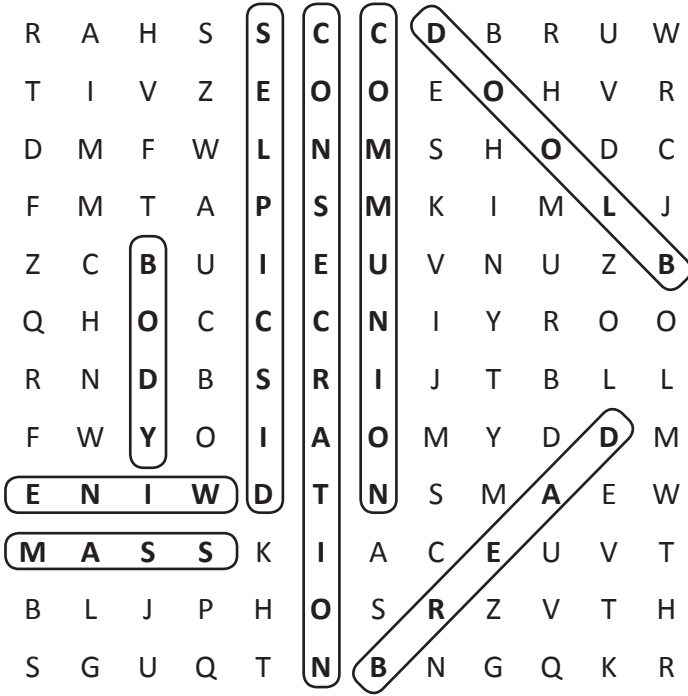 R A H S S C C D B R U W
T I V Z E O O E O H V R
D M F W L N M S H O D C
F M T A P S M K I M L J
Z C B U I E U V N U Z B
Q H O C C C N I Y R O O
R N D B S R I J T B L L
F W Y O I A O M Y D D M
E N I W D T N S M A E W
M A S S K I A C E U V T
B L J P H O S R Z V T H
S G U Q T N B N G Q K R